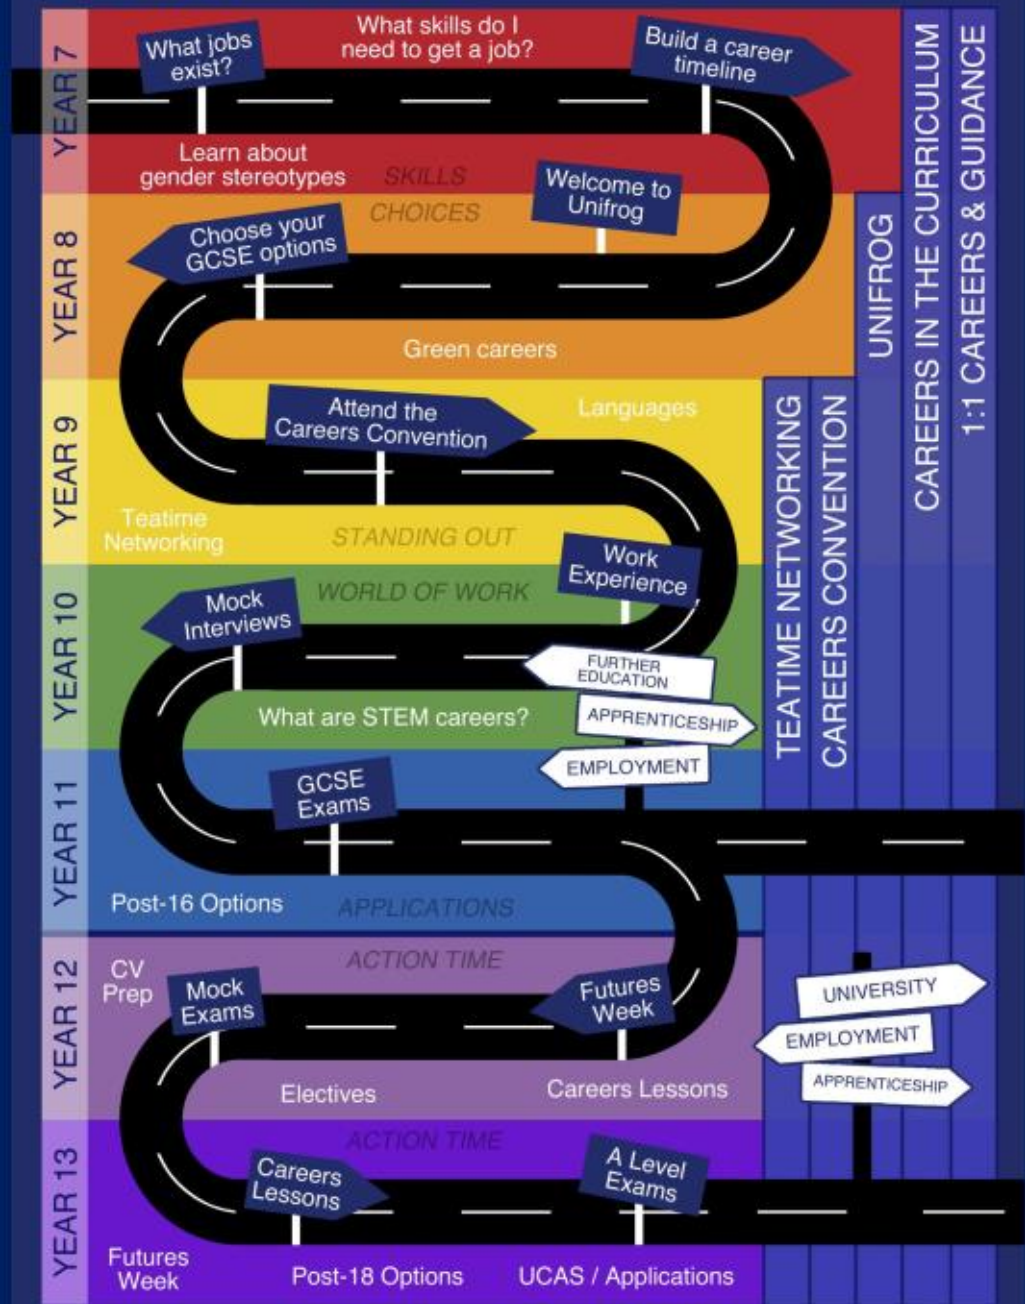 YEAR 7
What jobs
exist?
What skills do I
need to get a job?
Build a career
timeline
Learn about
gender stereotypes
SKILLS
YEAR 8
CHOICES
Welcome to
Unifrog
Choose your
GCSE options
Green careers
YEAR 9
Attend the
Careers Convention
Languages
Teatime
Networking
STANDING OUT
YEAR 10
WORLD OF WORK
Work
Experience
Mock
Interviews
FURTHER
EDUCATION
What are STEM careers?
APPRENTICESHIP
EMPLOYMENT
YEAR 11
GCSE
Exams
Post-16 Options
APPLICATIONS
YEAR 12
ACTION TIME
CV
Prep
Mock
Exams
Futures
Week
Electives
Careers Lessons
YEAR 13
ACTION TIME
Careers
Lessons
A Level
Exams
Futures
Week
Post-18 Options
UCAS / Applications
TEATIME NETWORKING
CAREERS CONVENTION
UNIFROG
CAREERS IN THE CURRICULUM
1:1 CAREERS & GUIDANCE
UNIVERSITY
EMPLOYMENT
APPRENTICESHIP